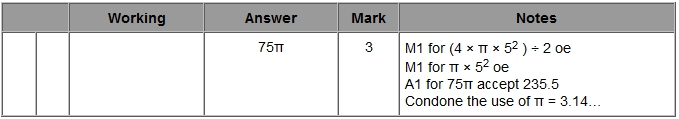 Working Answer Mark Notes
75π 3 M1 for (4 × π × 5² ) ÷ 2 oe
M1 for π × 5² oe
A1 for 75π accept 235.5
Condone the use of π = 3.14…